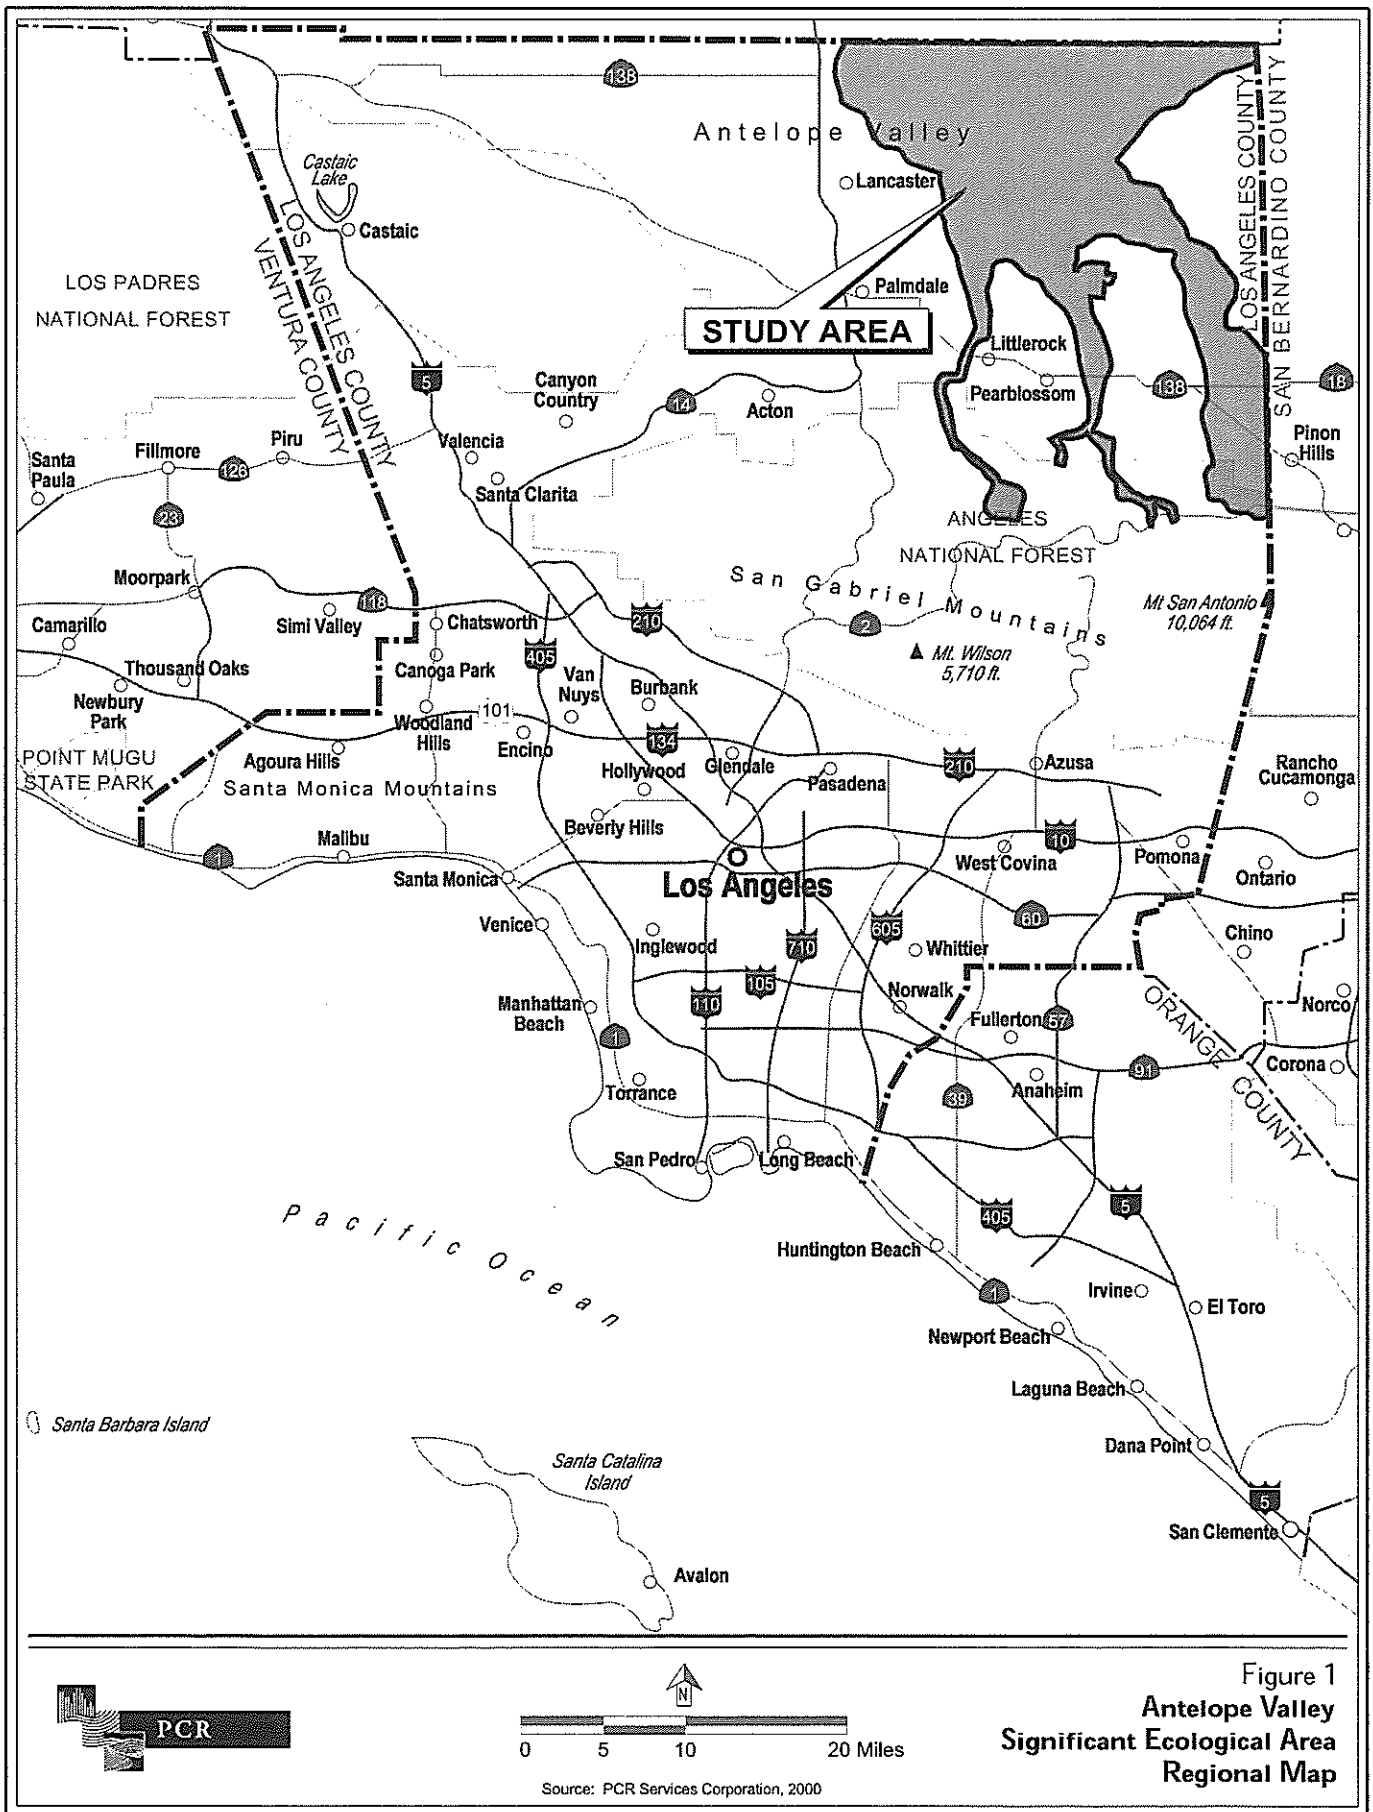 138
Antelope Valley
LOS ANGELES COUNTY
SAN BERNARDINO COUNTY
Castaic
Lake
Lancaster
Castaic
LOS ANGELES COUNTY
VENTURA COUNTY
LOS PADRES
NATIONAL FOREST
Palmdale
STUDY AREA
Littlerock
5
Canyon
Country
14
Acton
Pearblossom
138
18
Santa
Paula
Fillmore
Piru
126
Valencia
Pinon
Hills
Santa Clarita
23
ANGELES
NATIONAL FOREST
Moorpark
San Gabriel Mountains
118
Simi Valley
Camarillo
Chatsworth
210
2
Mt San Antonio
10,064 ft.
405
Mt. Wilson
5,710 ft.
Thousand Oaks
Canoga Park
Van
Nuys
Burbank
Newbury
Park
Woodland
Hills
101
Encino
134
POINT MUGU
STATE PARK
Agoura Hills
Hollywood
Glendale
Pasadena
210
Azusa
Rancho
Cucamonga
Santa Monica Mountains
Beverly Hills
Malibu
1
10
West Covina
Pomona
Santa Monica
Los Angeles
Ontario
Venice
60
605
Inglewood
710
Whittier
Chino
105
110
Norwalk
Manhattan
Beach
1
Fullerton
57
Norco
ORANGE COUNTY
91
Corona
Torrance
39
Anaheim
San Pedro
Long Beach
405
5
Pacific Ocean
Huntington Beach
1
Irvine
El Toro
Newport Beach
Laguna Beach
Santa Barbara Island
Dana Point
Santa Catalina
Island
5
San Clemente
Avalon
PCR
N
0 5 10 20 Miles
Source: PCR Services Corporation, 2000
Figure 1
Antelope Valley
Significant Ecological Area
Regional Map